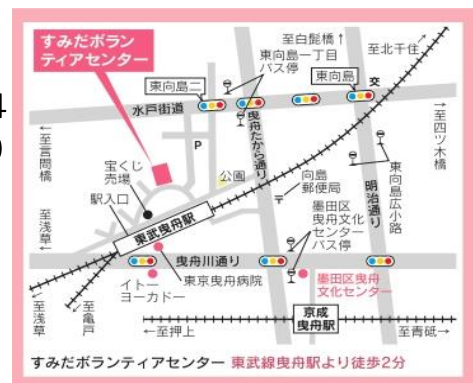 すみだボラン
ティアセンター
至白髭橋↑
至北千住
東向島一丁目
バス停
東向島二
東向島
交
水戸街道
4
)
←至言問橋
→至四ツ木橋
P
曳舟たから通り
宝くじ
売場
公園
向島
郵便局
〒
明治通り
東向島広小路
駅入口
東武曳舟駅
墨田区
曳舟文化
センター
バス停
←至浅草
曳舟川通り
東京曳舟病院
イトー
ヨーカドー
墨田区曳舟
文化センター
←至浅草
←至亀戸
京成
曳舟駅
←至押上
→至青砥→
すみだボランティアセンター 東武線曳舟駅より徒歩2分